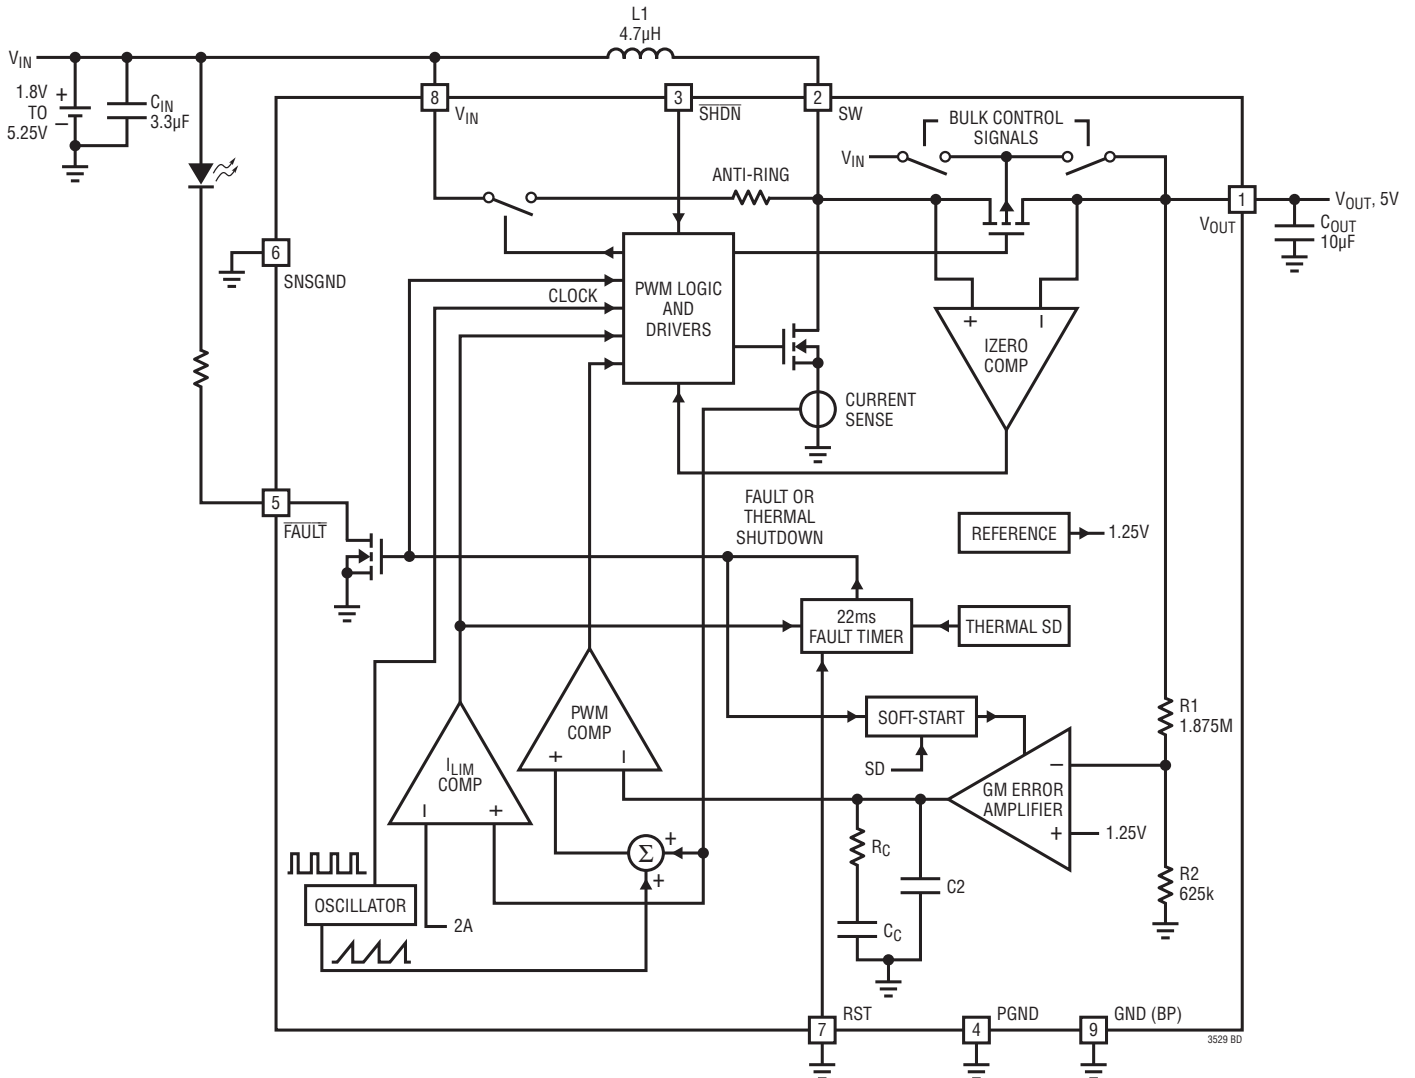 L1
4.7µH
VIN
1.8V
TO
5.25V
+
–
CIN
3.3µF
8
VIN
3
SHDN
2
SW
BULK CONTROL
SIGNALS
VIN
ANTI-RING
1
VOUT
VOUT, 5V
COUT
10µF
6
SNSGND
CLOCK
PWM LOGIC
AND
DRIVERS
+
–
IZERO
COMP
CURRENT
SENSE
5
FAULT
FAULT OR
THERMAL
SHUTDOWN
REFERENCE
1.25V
22ms
FAULT TIMER
THERMAL SD
PWM
COMP
+
–
SOFT-START
SD
R1
1.875M
ILIM
COMP
–
+
GM ERROR
AMPLIFIER
–
+
1.25V
Σ
+
+
RC
C2
CC
R2
625k
OSCILLATOR
2A
7
RST
4
PGND
9
GND (BP)
3529 BD